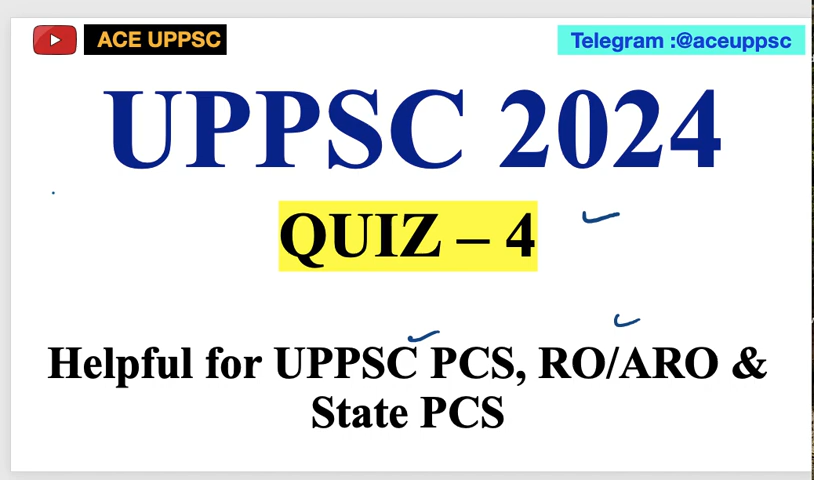 ACE UPPSC
Telegram :@aceuppsc
UPPSC 2024
QUIZ – 4
Helpful for UPPSC PCS, RO/ARO &
State PCS